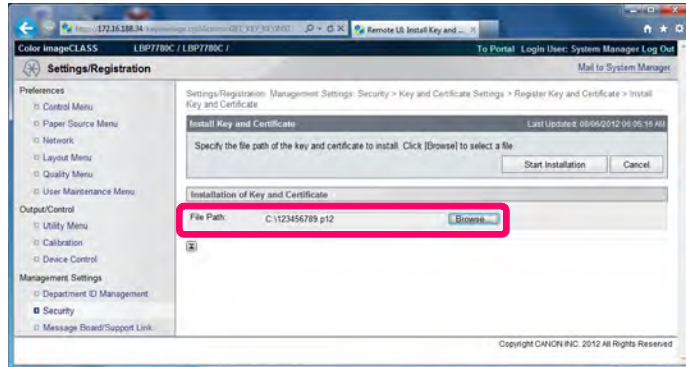 172.16.188.34
Remote UI: Install Key and ...
Color imageCLASS LBP7780C / LBP7780C /
To Portal Login User: System Manager Log Out
Settings/Registration
Mail to System Manager
Preferences
Control Menu
Paper Source Menu
Network
Layout Menu
Quality Menu
User Maintenance Menu
Output/Control
Utility Menu
Calibration
Device Control
Management Settings
Department ID Management
Security
Message Board/Support Link
Settings/Registration: Management Settings: Security > Key and Certificate Settings > Register Key and Certificate > Install
Key and Certificate
Install Key and Certificate
Last Updated: 08/06/2012 06:05:16 AM
Specify the file path of the key and certificate to install. Click [Browse] to select a file.
Start Installation Cancel
Installation of Key and Certificate
File Path: C:\123456789.p12 Browse...
Copyright CANON INC. 2012 All Rights Reserved